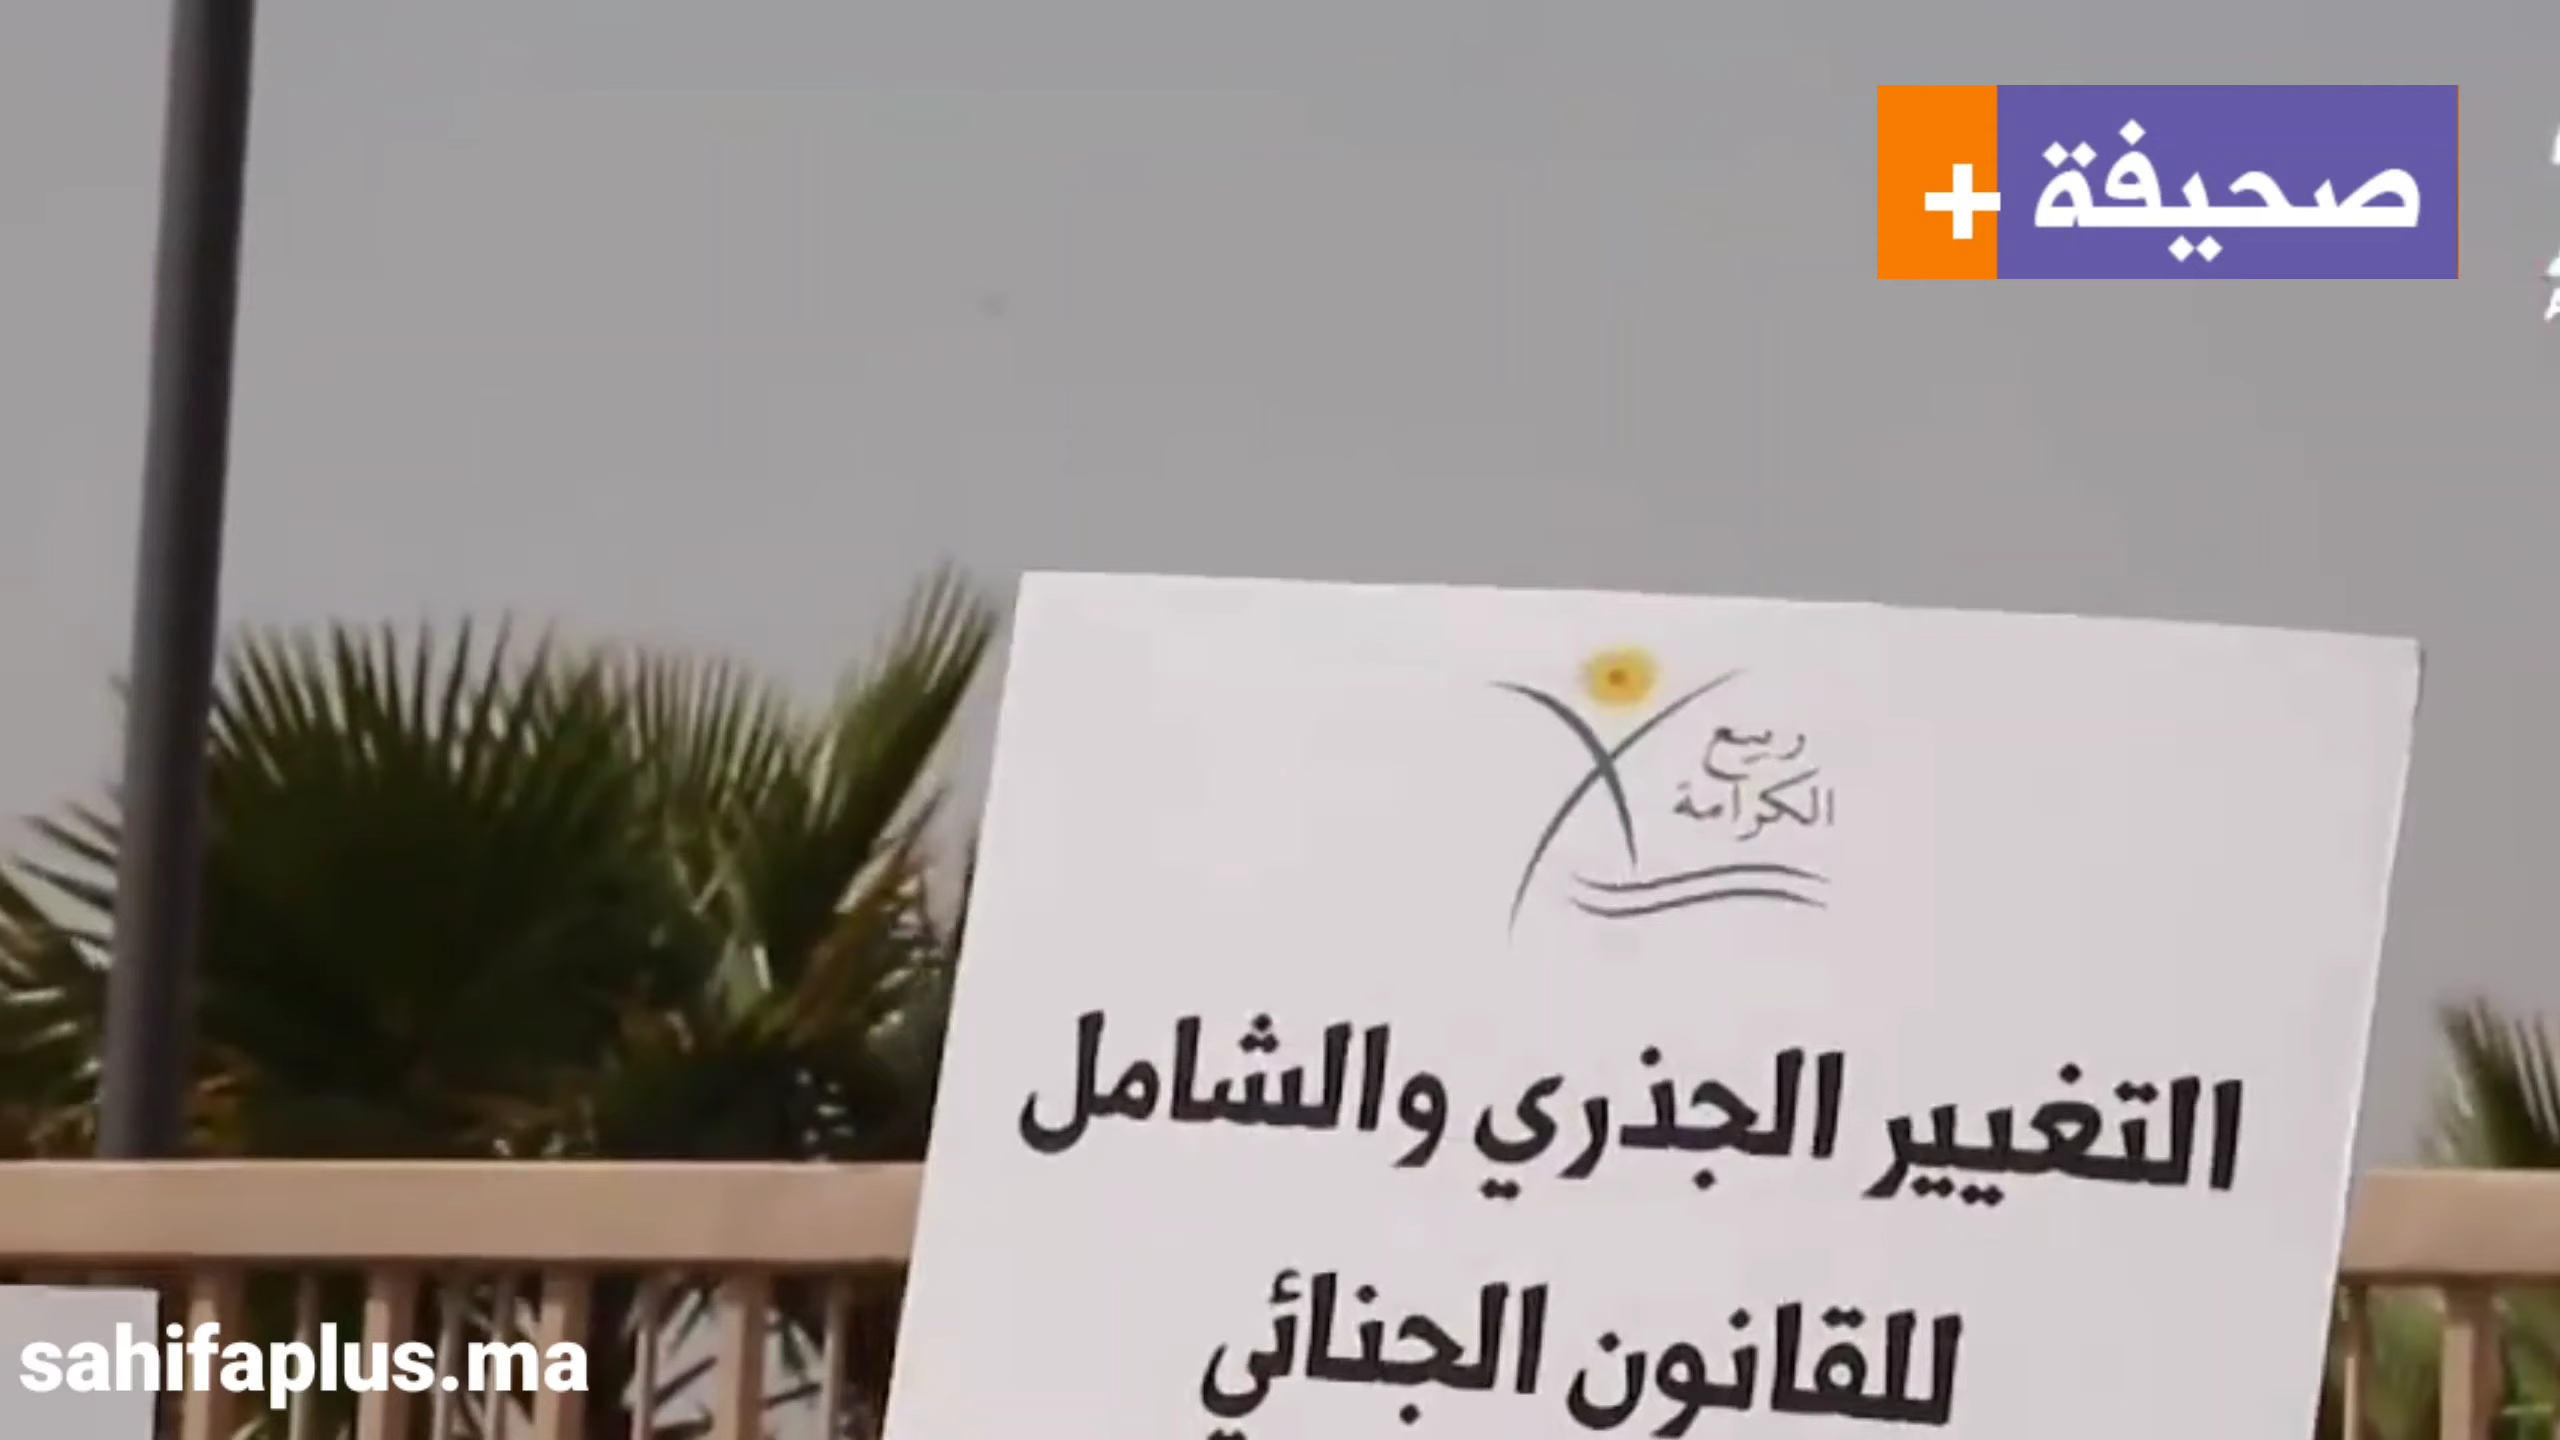 صحيفة +
ربيع
الكرامة
التغيير الجذري والشامل
للقانون الجنائي
sahifaplus.ma